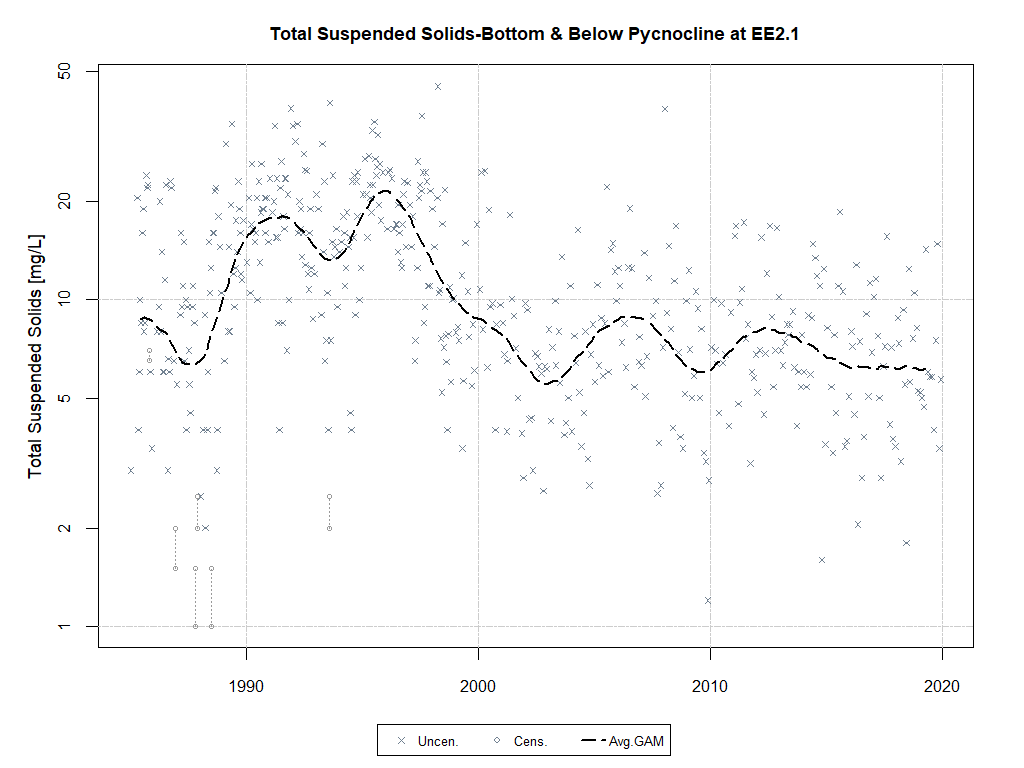 Total Suspended Solids-Bottom & Below Pycnocline at EE2.1
Total Suspended Solids [mg/L]
50
20
10
5
2
1
1990 2000 2010 2020
Uncen. Cens. Avg.GAM